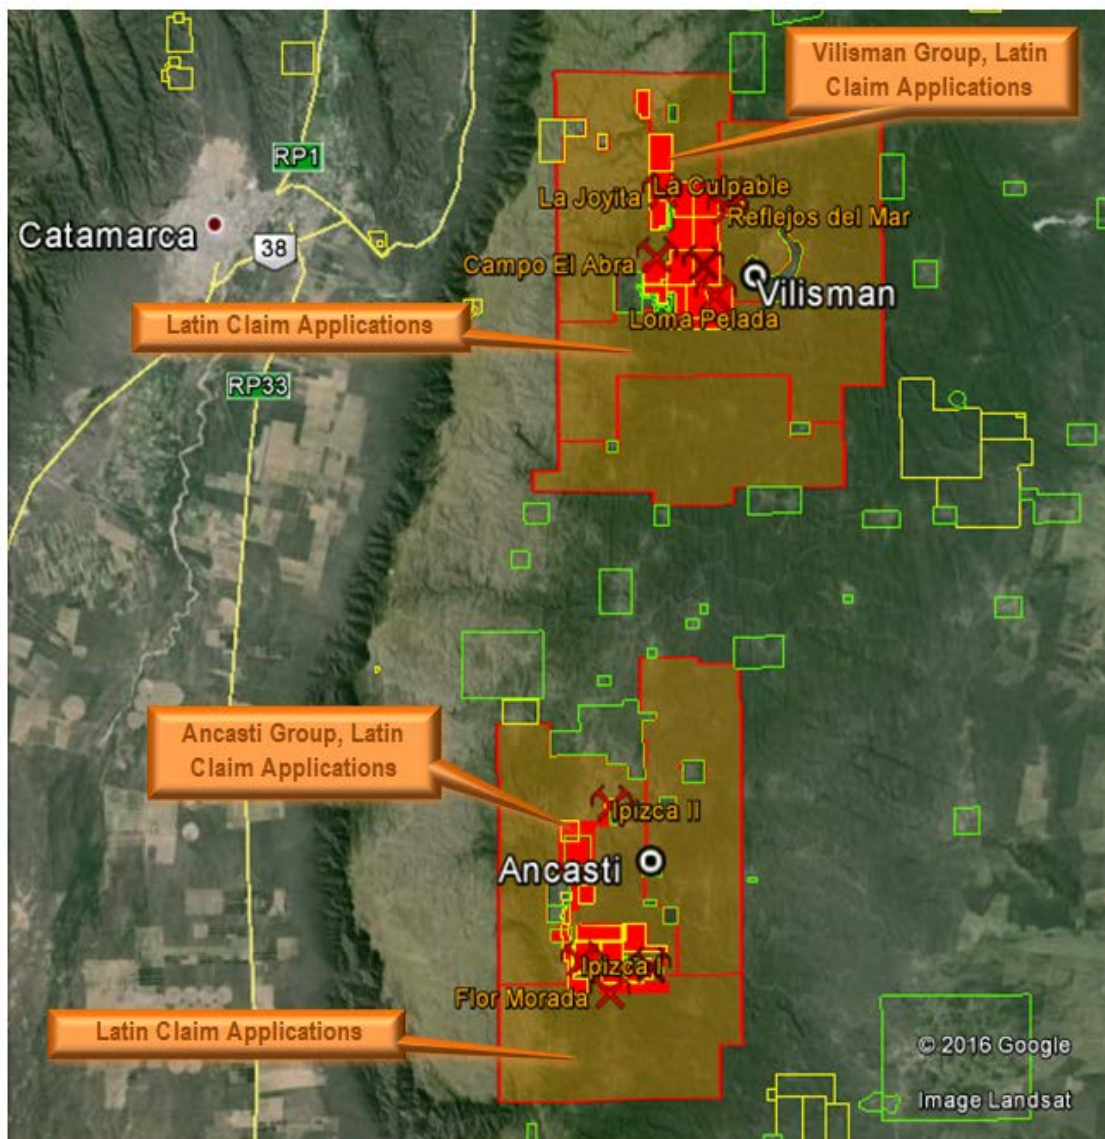 Vilisman Group, Latin
Claim Applications
RP1
La Joyita
La Culpable
Reflejos del Mar
Catamarca
38
Campo El Abra
Vilisman
Latin Claim Applications
Loma Pelada
RP33
Ancasti Group, Latin
Claim Applications
Ipizca II
Ancasti
Ipizca I
Flor Morada
Latin Claim Applications
© 2016 Google
Image Landsat